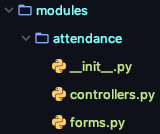 modules
attendance
__init__.py
controllers.py
forms.py